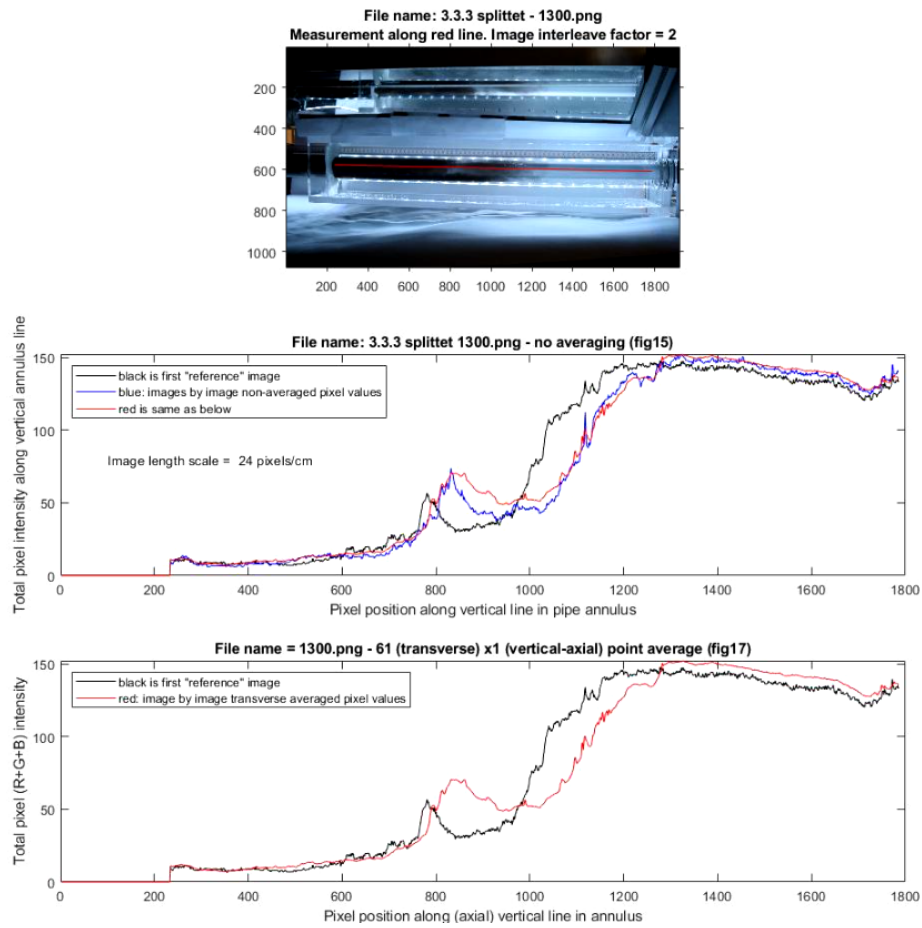 File name: 3.3.3 splittet - 1300.png
Measurement along red line. Image interleave factor = 2
200
400
600
800
1000
200 400 600 800 1000 1200 1400 1600 1800
File name: 3.3.3 splittet 1300.png - no averaging (fig15)
Total pixel intensity along vertical annulus line
150
100
50
0
black is first "reference" image
blue: images by image non-averaged pixel values
red is same as below
Image length scale = 24 pixels/cm
0 200 400 600 800 1000 1200 1400 1600 1800
Pixel position along vertical line in pipe annulus
File name = 1300.png - 61 (transverse) x1 (vertical-axial) point average (fig17)
Total pixel (R+G+B) intensity
150
100
50
0
black is first "reference" image
red: image by image transverse averaged pixel values
0 200 400 600 800 1000 1200 1400 1600 1800
Pixel position along (axial) vertical line in annulus